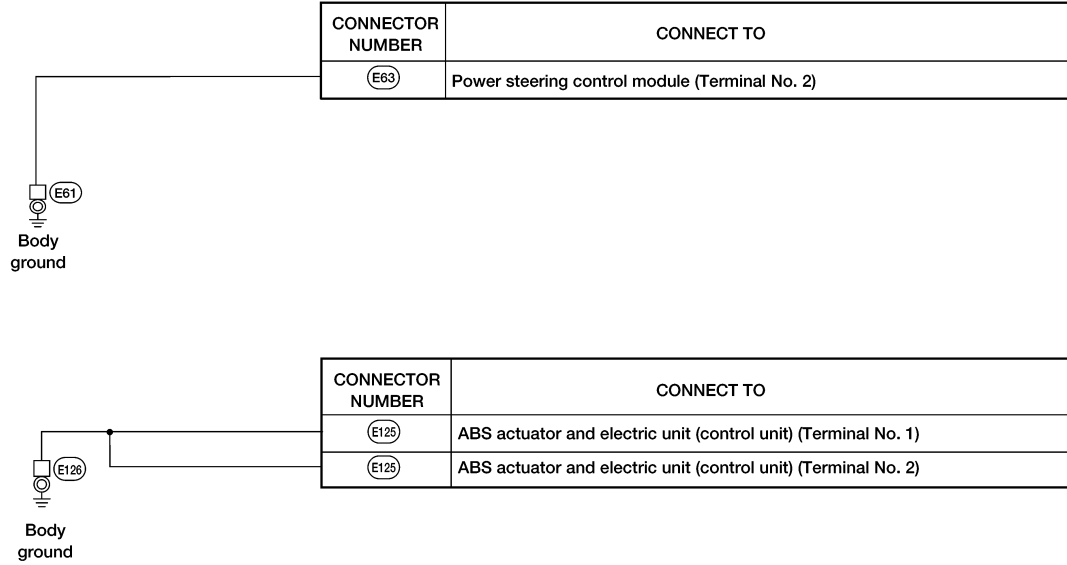 CONNECTOR NUMBER CONNECT TO
E63 Power steering control module (Terminal No. 2)
E61
Body
ground
CONNECTOR NUMBER CONNECT TO
E125 ABS actuator and electric unit (control unit) (Terminal No. 1)
E125 ABS actuator and electric unit (control unit) (Terminal No. 2)
E126
Body
ground